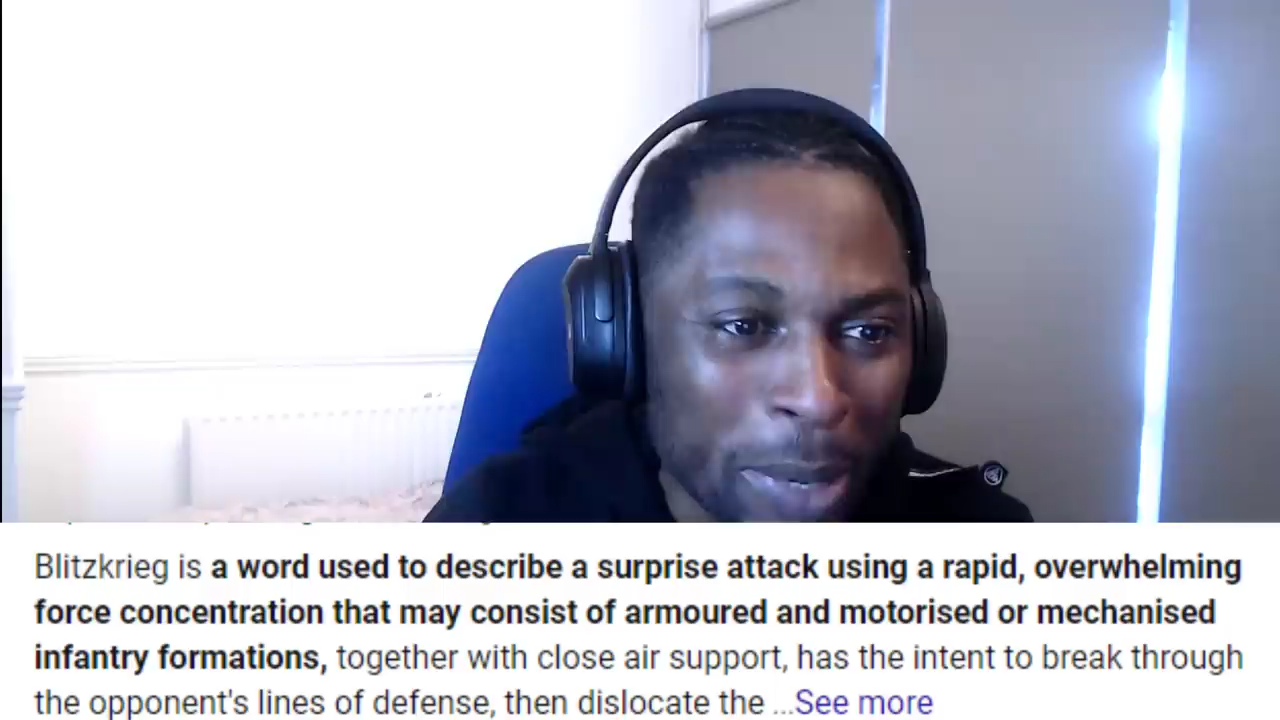 Blitzkrieg is a word used to describe a surprise attack using a rapid, overwhelming
force concentration that may consist of armoured and motorised or mechanised
infantry formations, together with close air support, has the intent to break through
the opponent's lines of defense, then dislocate the ...See more